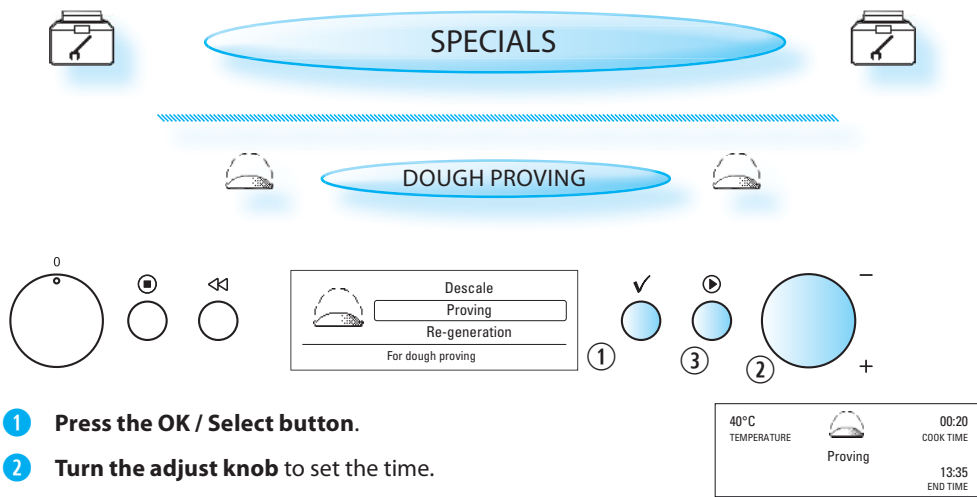 SPECIALS
DOUGH PROVING
0
Descale
Proving
Re-generation
For dough proving
−
+
1
3
2
1 Press the OK / Select button.
2 Turn the adjust knob to set the time.
40°C
TEMPERATURE
Proving
00:20
COOK TIME
13:35
END TIME